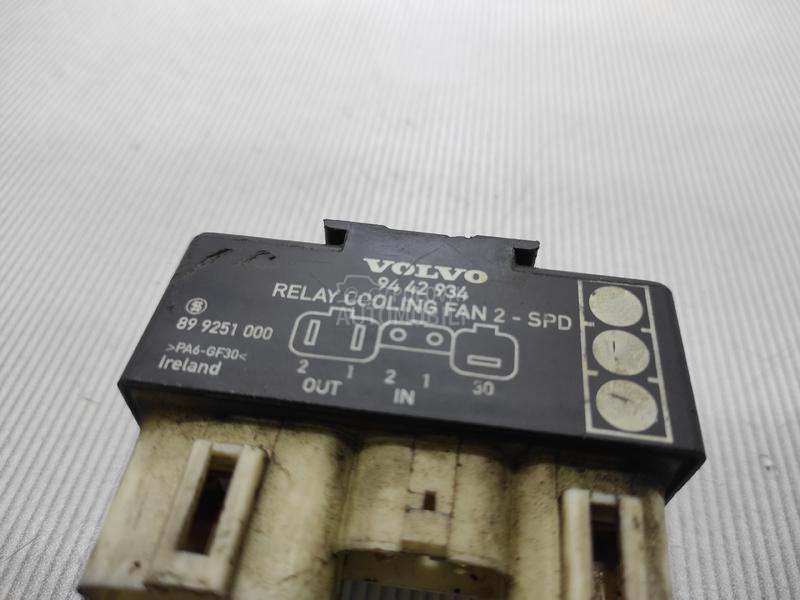 VOLVO
94 42 934
RELAY COOLING FAN 2 - SPD
89 9251 000
>PA6-GF30<
Ireland
2 1 2 1 30
OUT IN